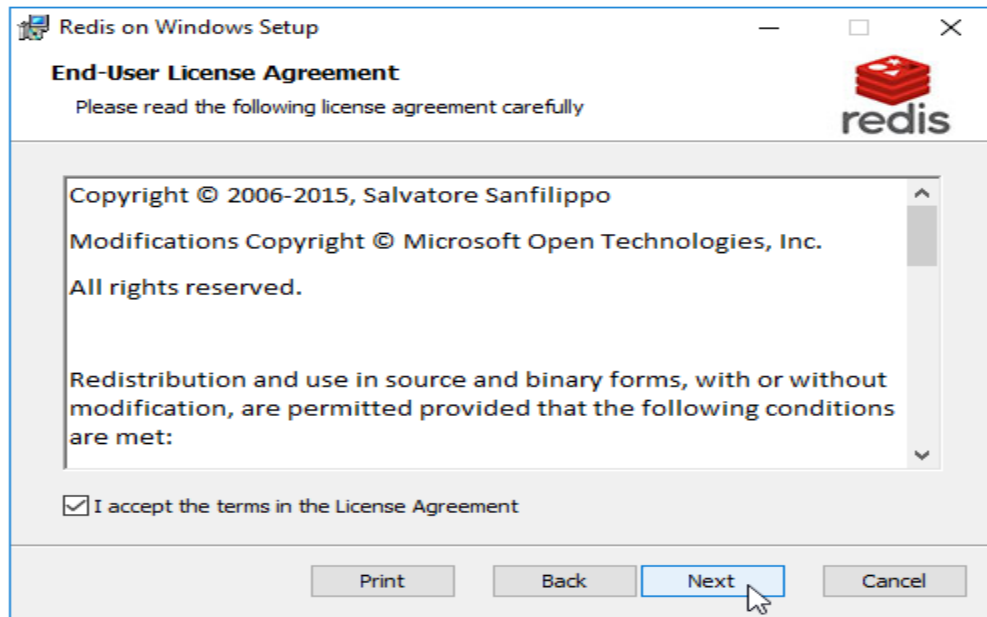 Redis on Windows Setup
End-User License Agreement
Please read the following license agreement carefully
redis
Copyright © 2006-2015, Salvatore Sanfilippo
Modifications Copyright © Microsoft Open Technologies, Inc.
All rights reserved.
Redistribution and use in source and binary forms, with or without
modification, are permitted provided that the following conditions
are met:
I accept the terms in the License Agreement
Print Back Next Cancel